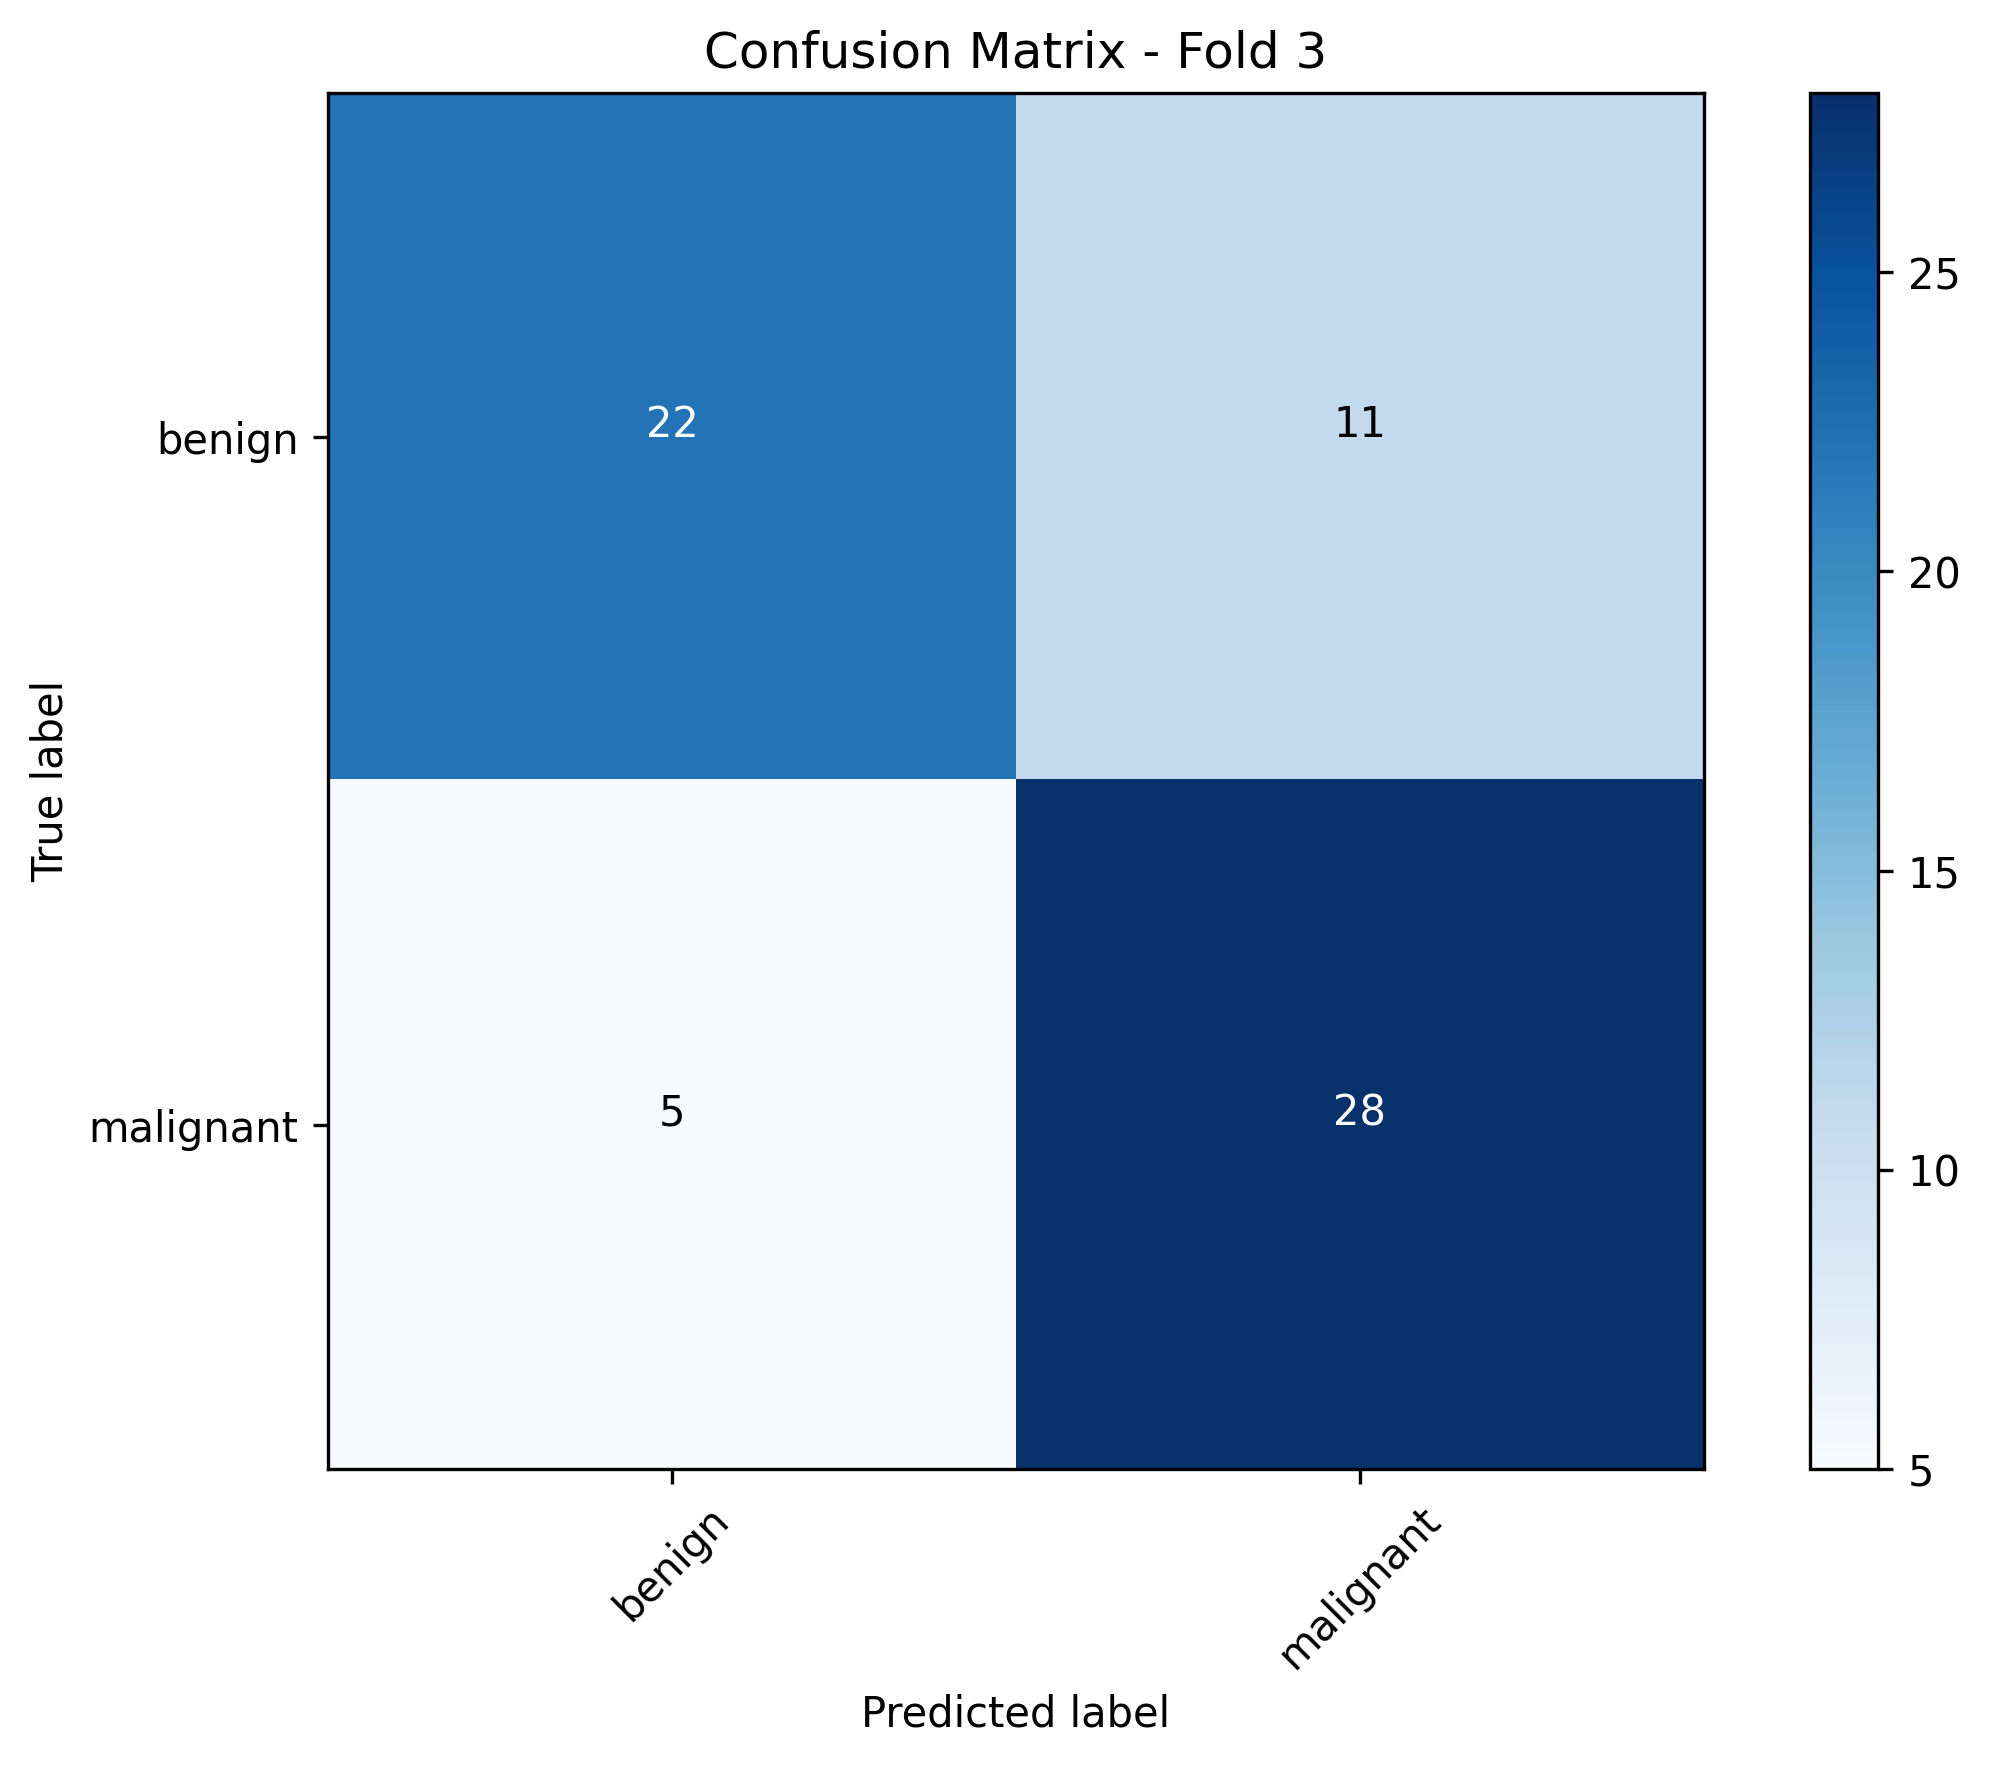 Confusion Matrix - Fold 3
True label
benign
malignant
22
11
5
28
benign
malignant
Predicted label
25
20
15
10
5